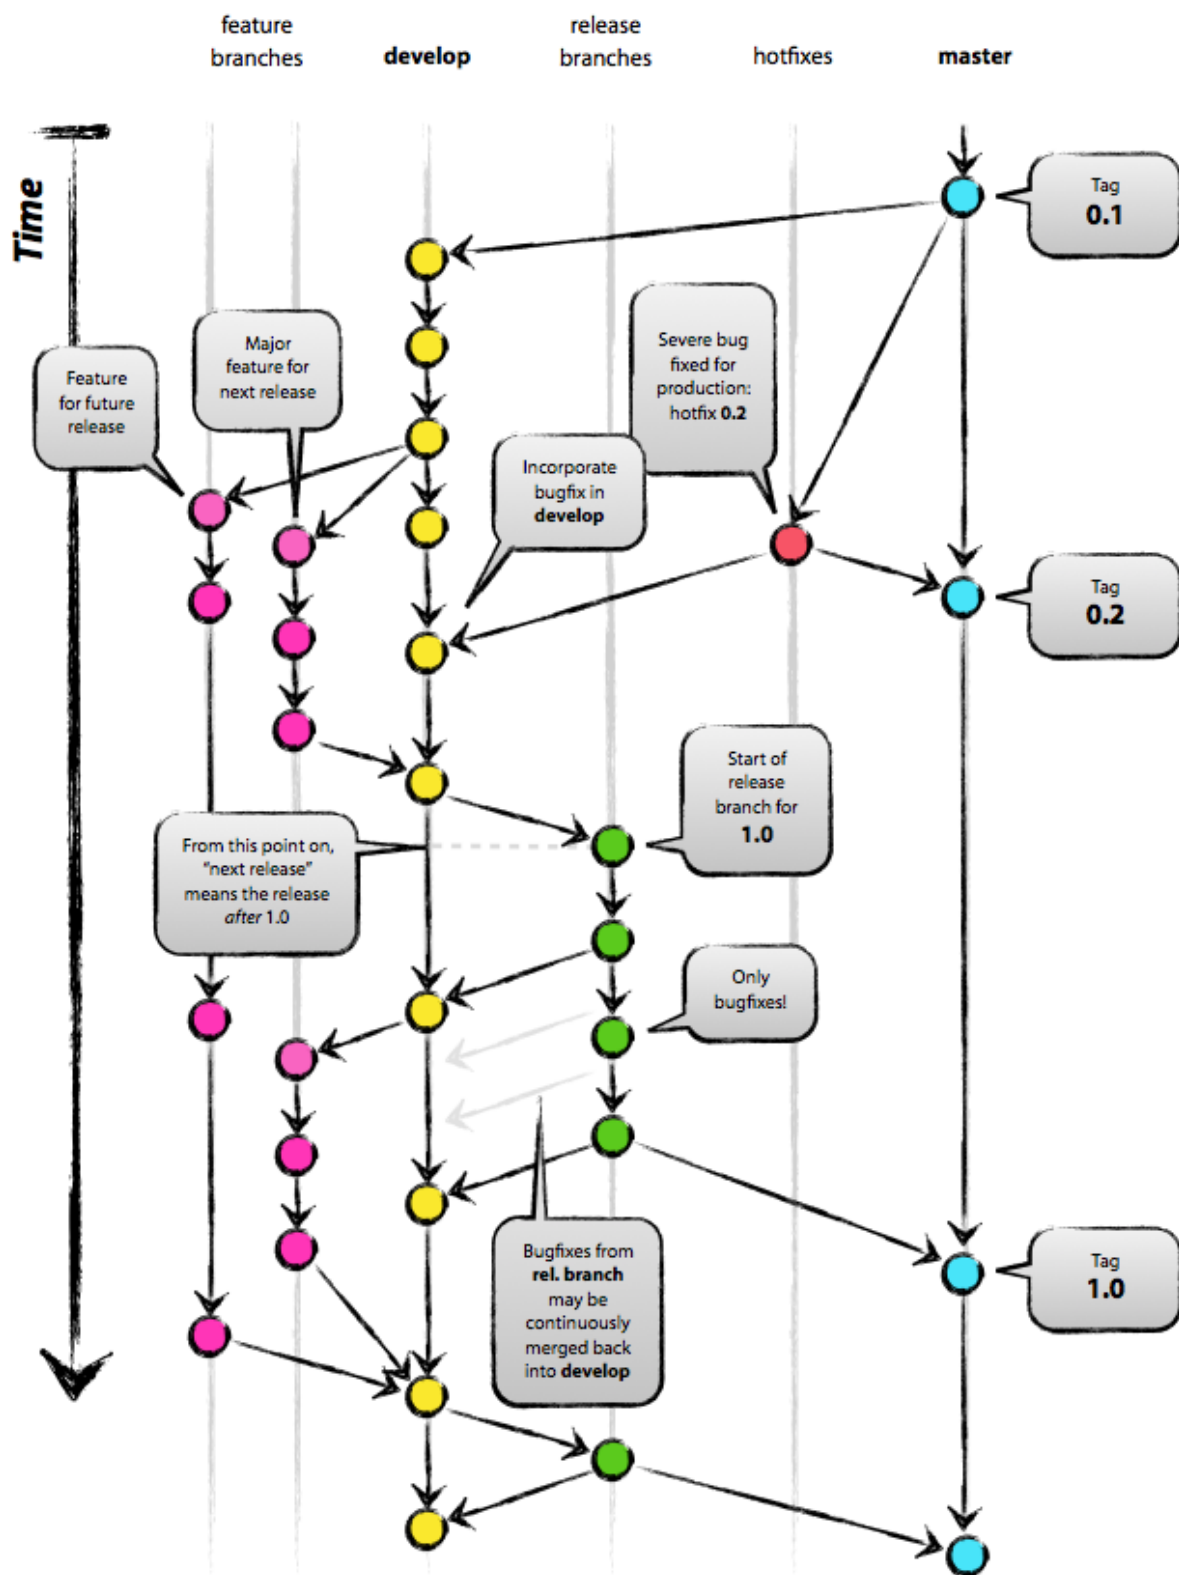 feature
branches
develop
release
branches
hotfixes
master
Time
Tag
0.1
Major
feature for
next release
Feature
for future
release
Severe bug
fixed for
production:
hotfix 0.2
Incorporate
bugfix in
develop
Tag
0.2
Start of
release
branch for
1.0
From this point on,
“next release”
means the release
after 1.0
Only
bugfixes!
Bugfixes from
rel. branch
may be
continuously
merged back
into develop
Tag
1.0